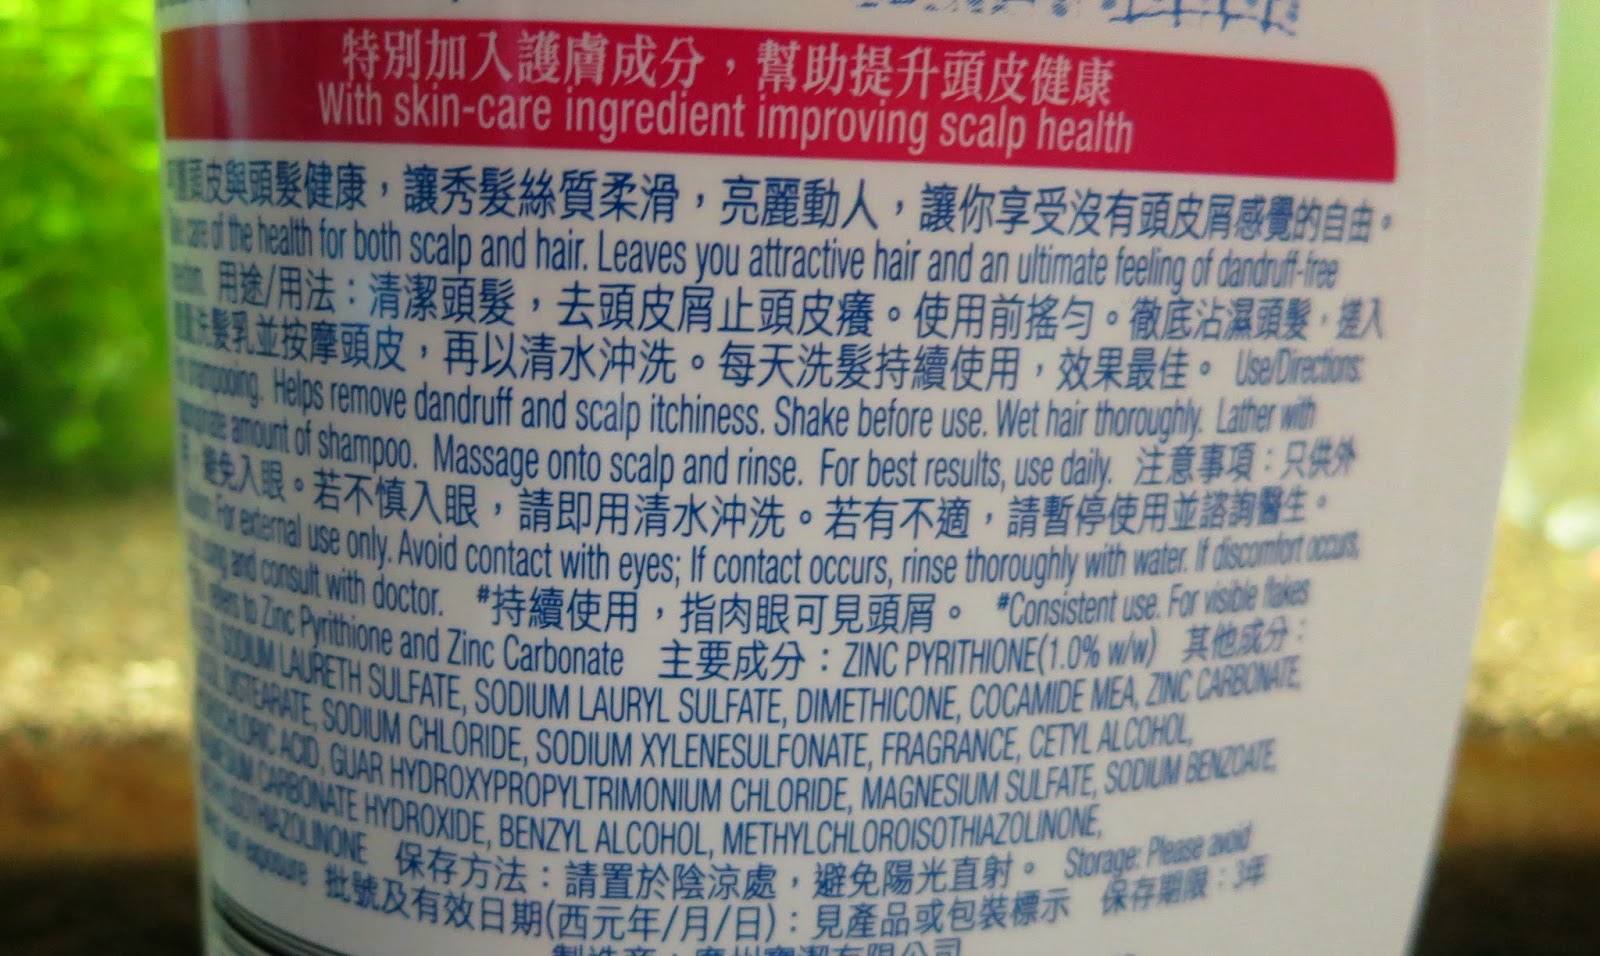 特別加入護膚成分，幫助提升頭皮健康
With skin-care ingredient improving scalp health
頭皮與頭髮健康，讓秀髮絲質柔滑，亮麗動人，讓你享受沒有頭皮屑感覺的自由。
care of the health for both scalp and hair. Leaves you attractive hair and an ultimate feeling of dandruff-free
用途/用法：清潔頭髮，去頭皮屑止頭皮癢。使用前搖勻。徹底沾濕頭髮，搓入
洗髮乳並按摩頭皮，再以清水沖洗。每天洗髮持續使用，效果最佳。 Use/Directions:
Helps remove dandruff and scalp itchiness. Shake before use. Wet hair thoroughly. Lather with
amount of shampoo. Massage onto scalp and rinse. For best results, use daily. 注意事項：只供外
用，避免入眼。若不慎入眼，請即用清水沖洗。若有不適，請暫停使用並諮詢醫生。
For external use only. Avoid contact with eyes; If contact occurs, rinse thoroughly with water. If discomfort occurs,
and consult with doctor. #持續使用，指肉眼可見頭屑。 #Consistent use. For visible flakes
refers to Zinc Pyrithione and Zinc Carbonate 主要成分：ZINC PYRITHIONE(1.0% w/w) 其他成分：
SODIUM LAURETH SULFATE, SODIUM LAURYL SULFATE, DIMETHICONE, COCAMIDE MEA, ZINC CARBONATE,
DISTEARATE, SODIUM CHLORIDE, SODIUM XYLENESULFONATE, FRAGRANCE, CETYL ALCOHOL,
ACID, GUAR HYDROXYPROPYLTRIMONIUM CHLORIDE, MAGNESIUM SULFATE, SODIUM BENZOATE,
CARBONATE HYDROXIDE, BENZYL ALCOHOL, METHYLCHLOROISOTHIAZOLINONE,
保存方法：請置於陰涼處，避免陽光直射。 Storage: Please avoid
exposure 批號及有效日期(西元年/月/日)：見產品或包裝標示 保存期限：3年